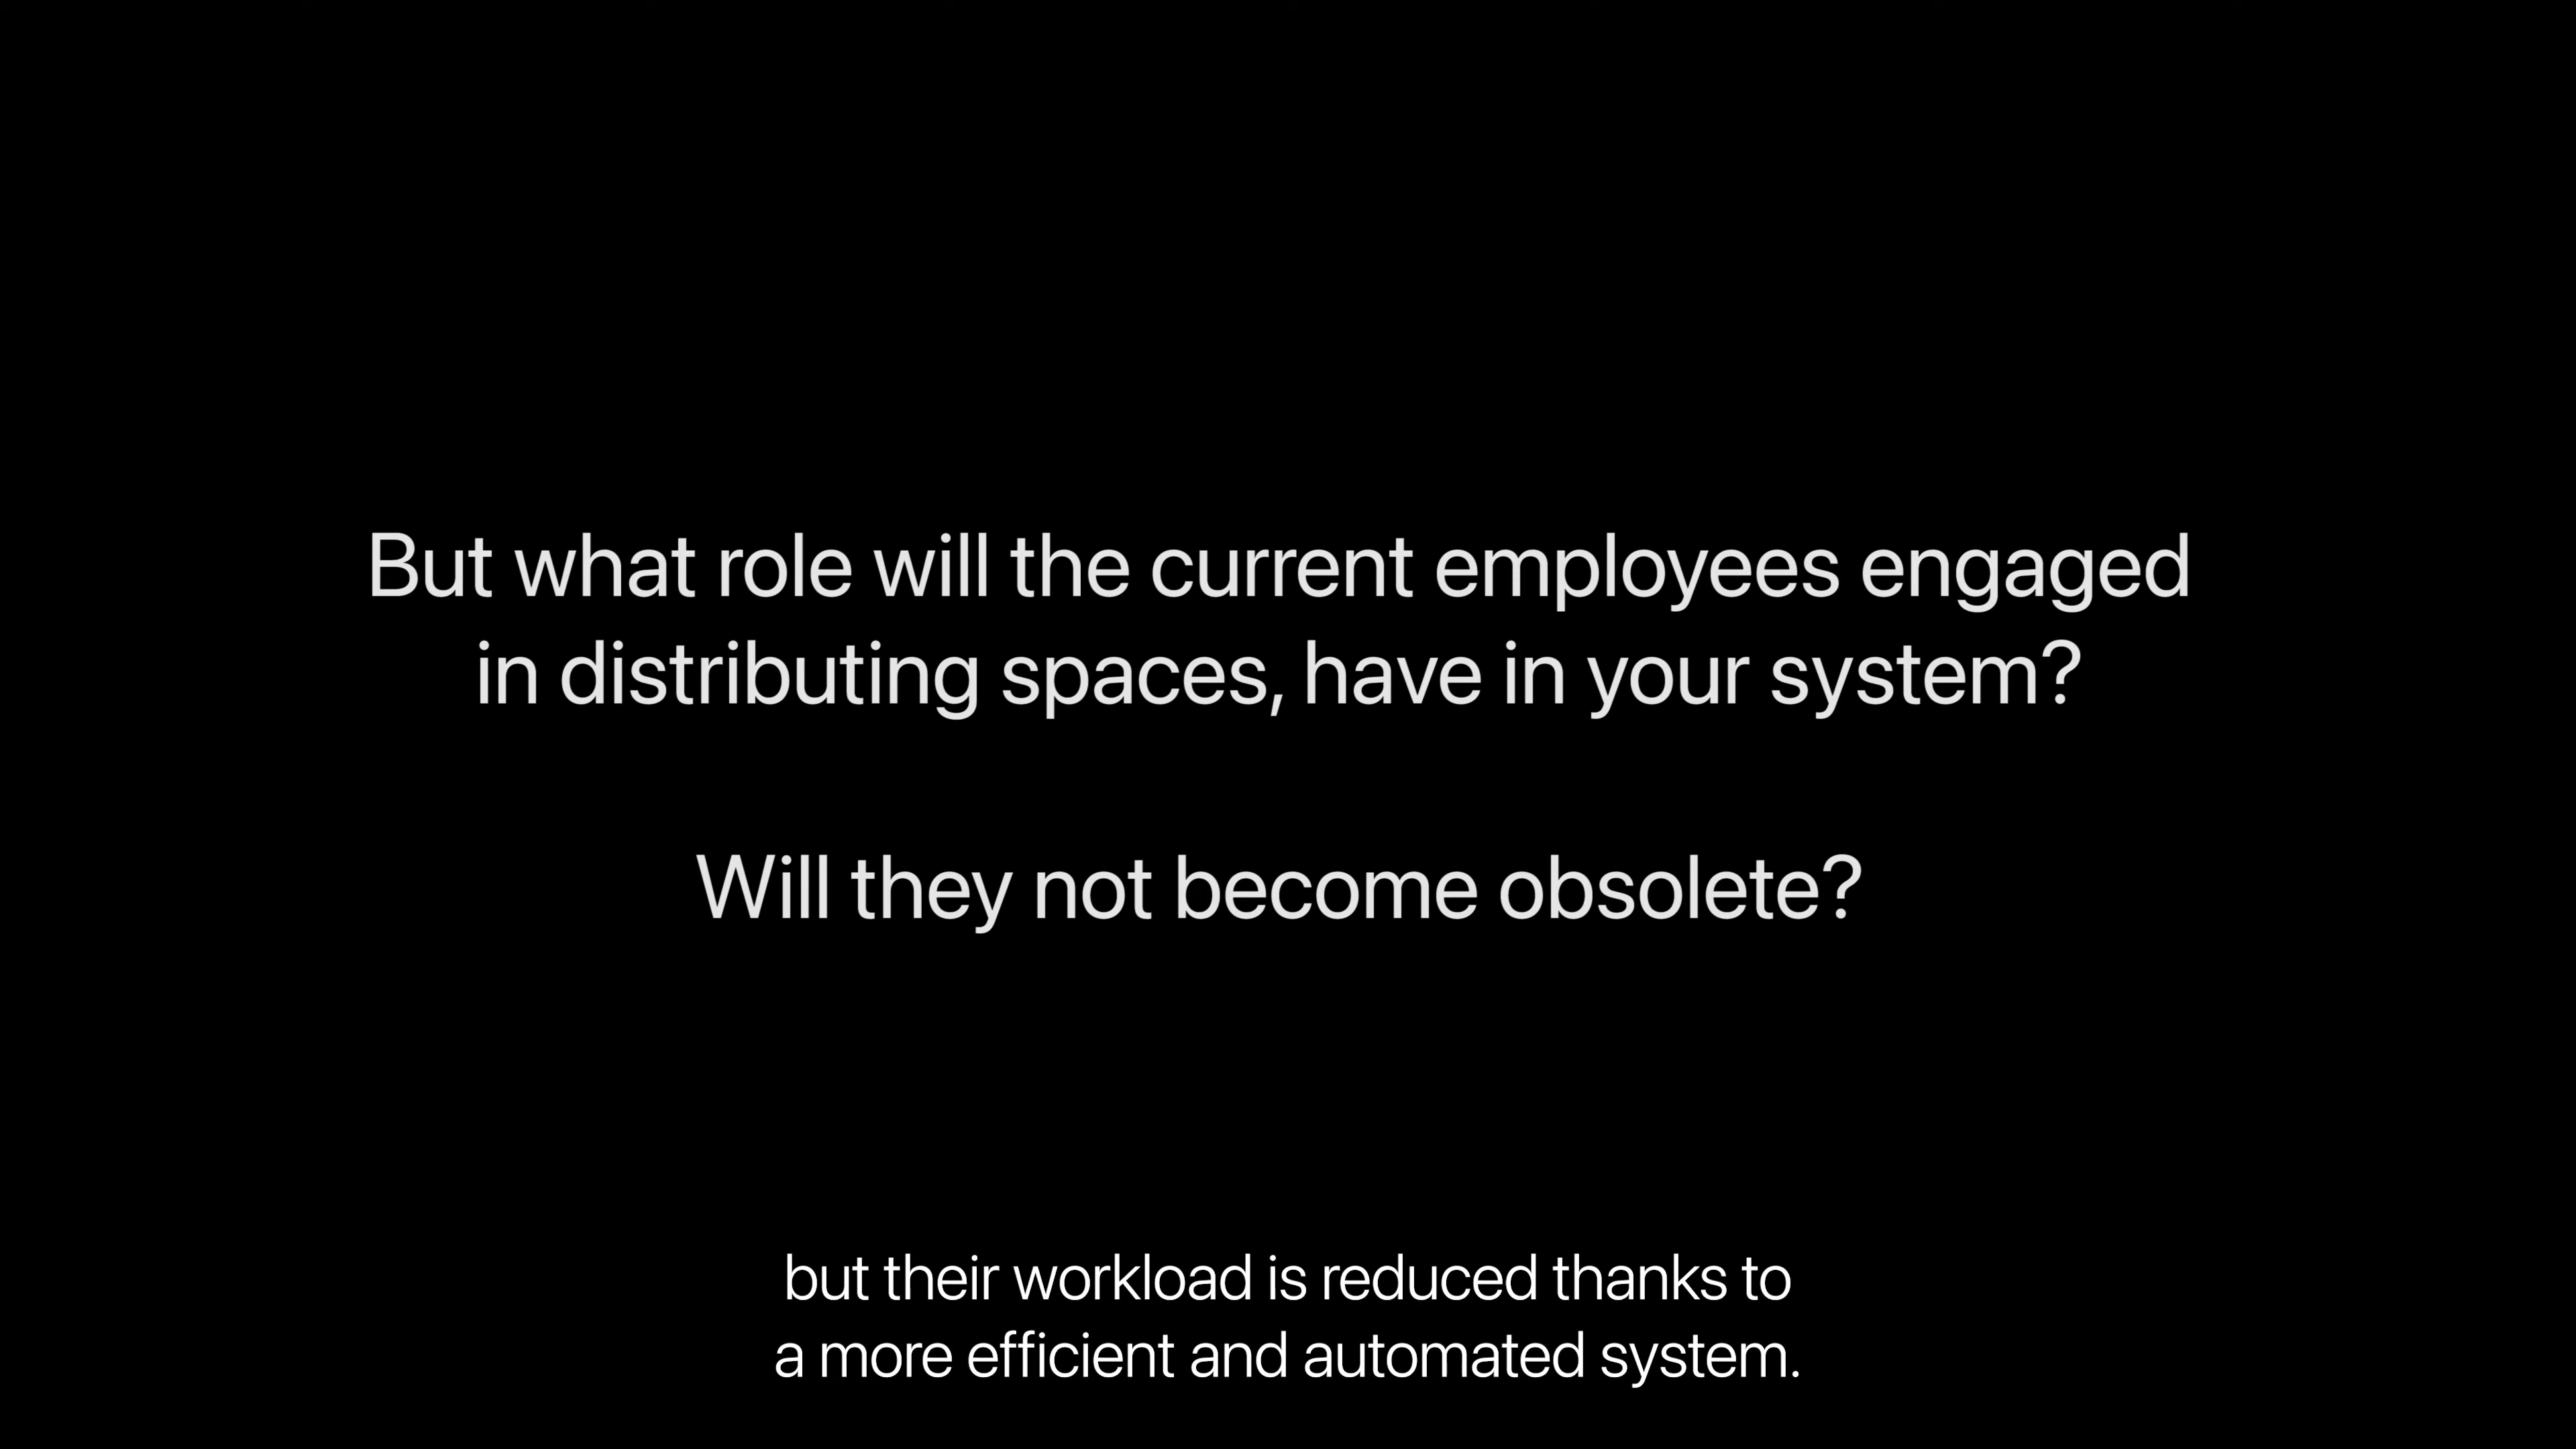 But what role will the current employees engaged
in distributing spaces, have in your system?
Will they not become obsolete?
but their workload is reduced thanks to
a more efficient and automated system.